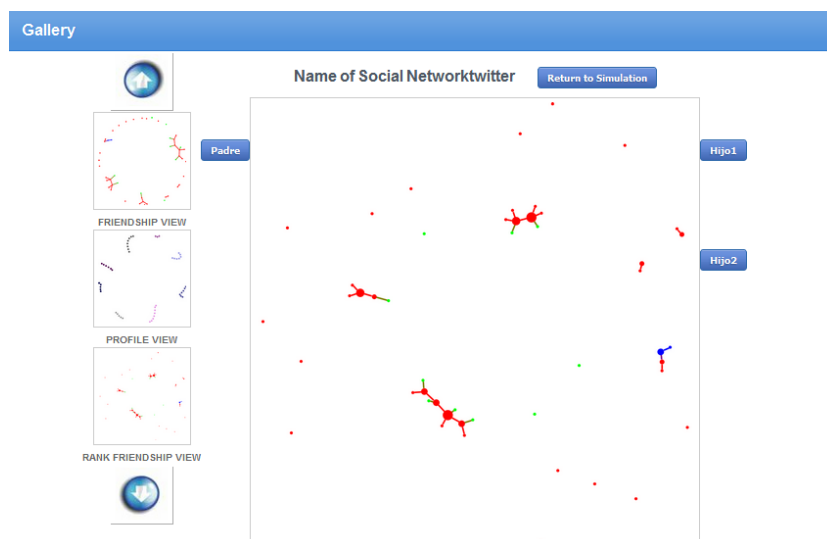 Gallery
Name of Social Networktwitter
Return to Simulation
Padre
Hijo1
FRIENDSHIP VIEW
Hijo2
PROFILE VIEW
RANK FRIENDSHIP VIEW